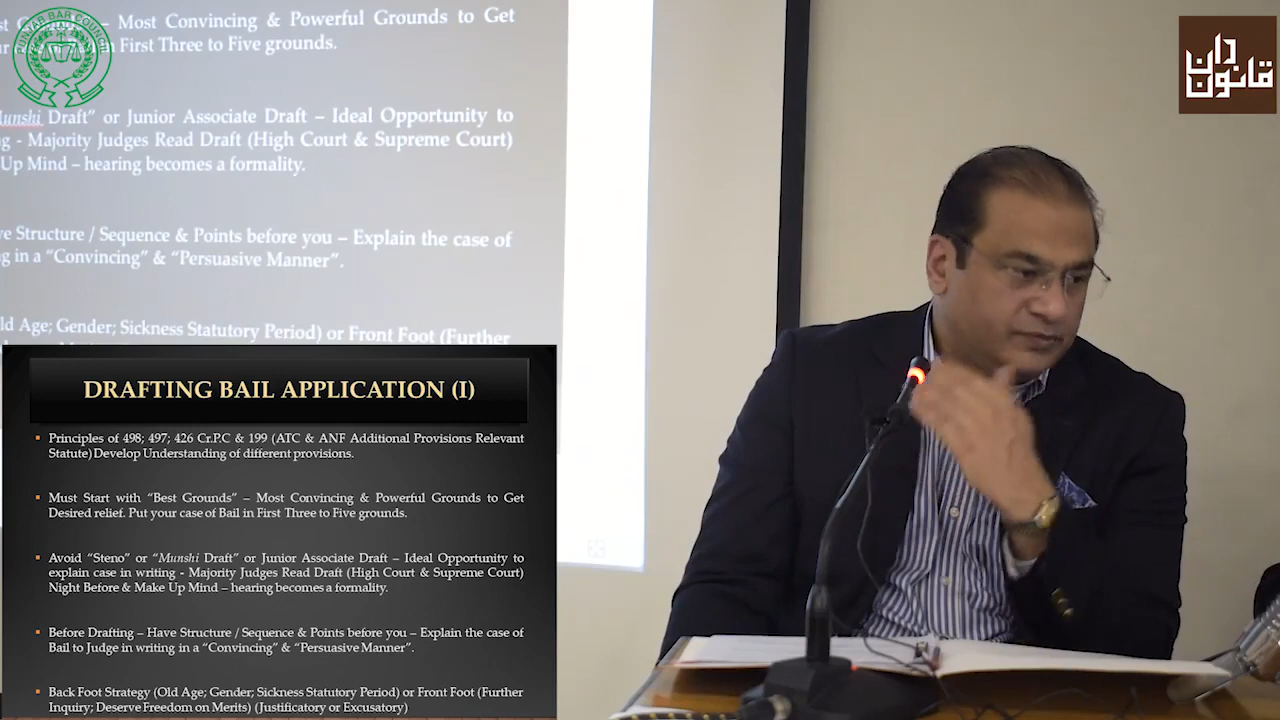 st G
– Most Convincing & Powerful Grounds to Get
in First Three to Five grounds.
PUNJAB BAR COUNCIL
قانون دان
Munshi Draft” or Junior Associate Draft – Ideal Opportunity to
g - Majority Judges Read Draft (High Court & Supreme Court)
Up Mind – hearing becomes a formality.
ve Structure / Sequence & Points before you – Explain the case of
g in a “Convincing” & “Persuasive Manner”.
ld Age; Gender; Sickness Statutory Period) or Front Foot (Further
DRAFTING BAIL APPLICATION (I)
▪ Principles of 498; 497; 426 Cr.P.C & 199 (ATC & ANF Additional Provisions Relevant
Statute) Develop Understanding of different provisions.
▪ Must Start with “Best Grounds” – Most Convincing & Powerful Grounds to Get
Desired relief. Put your case of Bail in First Three to Five grounds.
▪ Avoid “Steno” or “Munshi Draft” or Junior Associate Draft – Ideal Opportunity to
explain case in writing - Majority Judges Read Draft (High Court & Supreme Court)
Night Before & Make Up Mind – hearing becomes a formality.
▪ Before Drafting – Have Structure / Sequence & Points before you – Explain the case of
Bail to Judge in writing in a “Convincing” & “Persuasive Manner”.
▪ Back Foot Strategy (Old Age; Gender; Sickness Statutory Period) or Front Foot (Further
Inquiry; Deserve Freedom on Merits) (Justificatory or Excusatory)